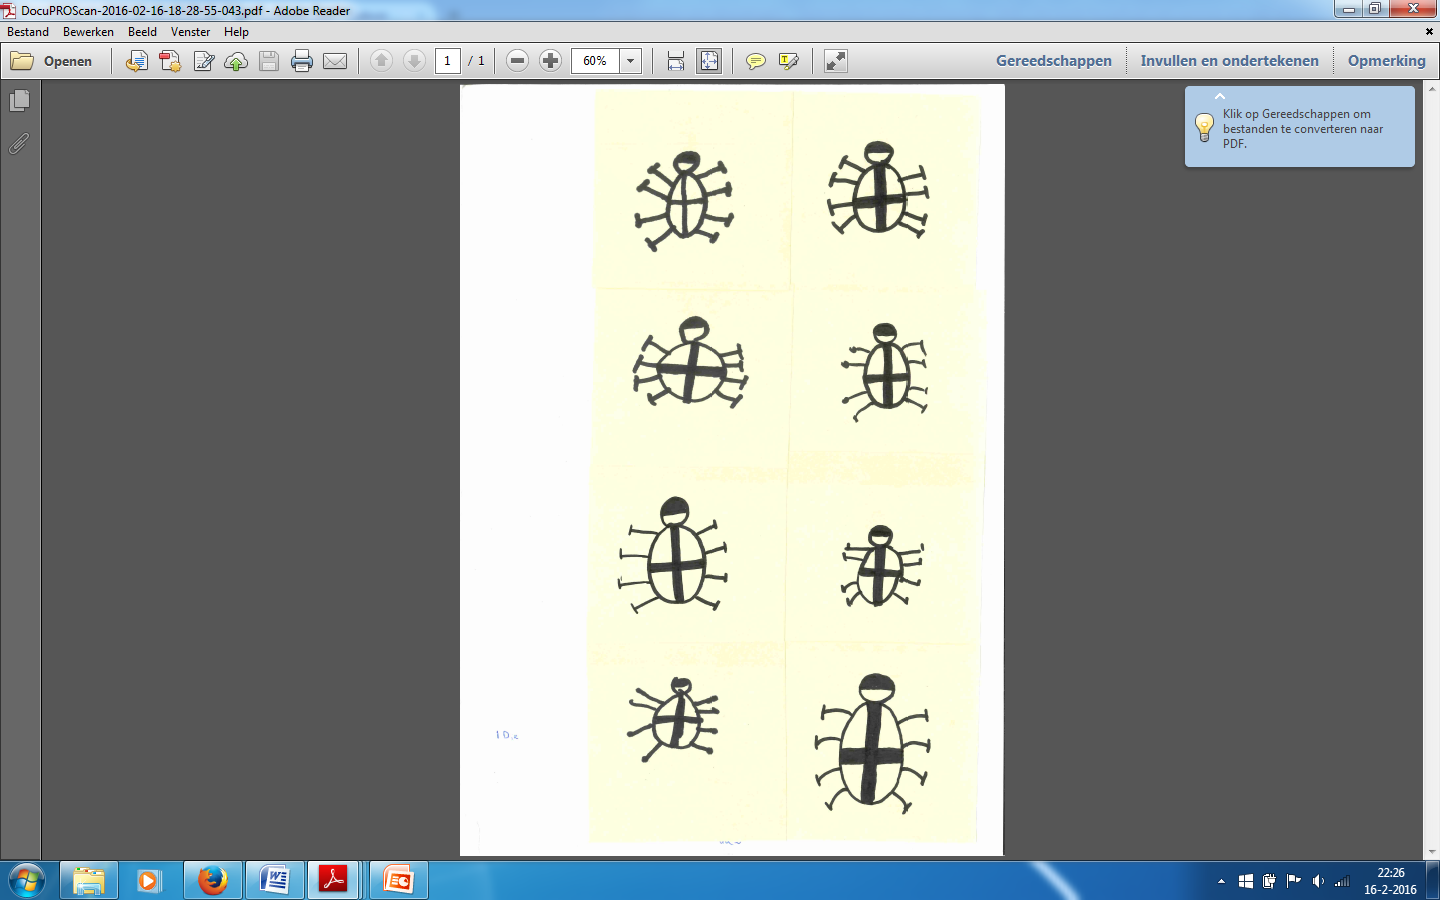 DocuPROScan-2016-02-16-18-28-55-043.pdf - Adobe Reader
Bestand Bewerken Beeld Venster Help
Openen 1 / 1 60% Gereedschappen Invullen en ondertekenen Opmerking
Klik op Gereedschappen om
bestanden te converteren naar
PDF.
22:26
16-2-2016